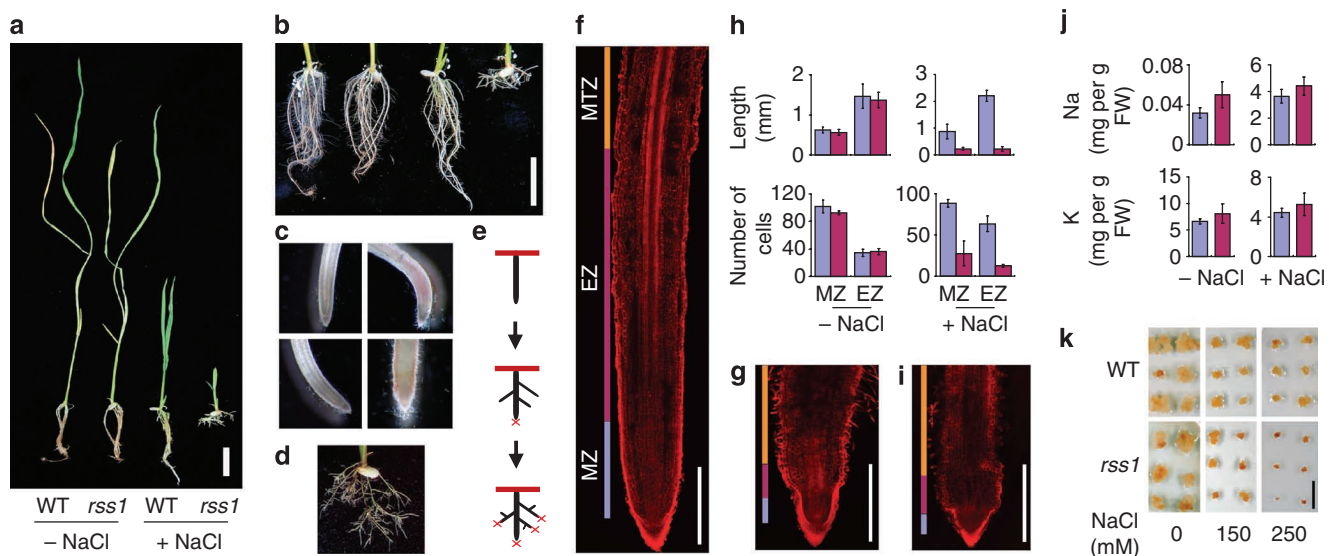 a
WT rss1 WT rss1
– NaCl + NaCl
b
c
d
e
f
MTZ
EZ
MZ
g
i
h
Length
(mm)
2
1
0
3
2
1
0
Number of
cells
120
80
40
0
100
50
0
MZ EZ MZ EZ
– NaCl + NaCl
j
Na
(mg per g
FW)
0.08
0.04
0
6
4
2
0
K
(mg per g
FW)
15
10
5
0
8
4
0
– NaCl + NaCl
k
WT
rss1
NaCl
(mM)
0 150 250